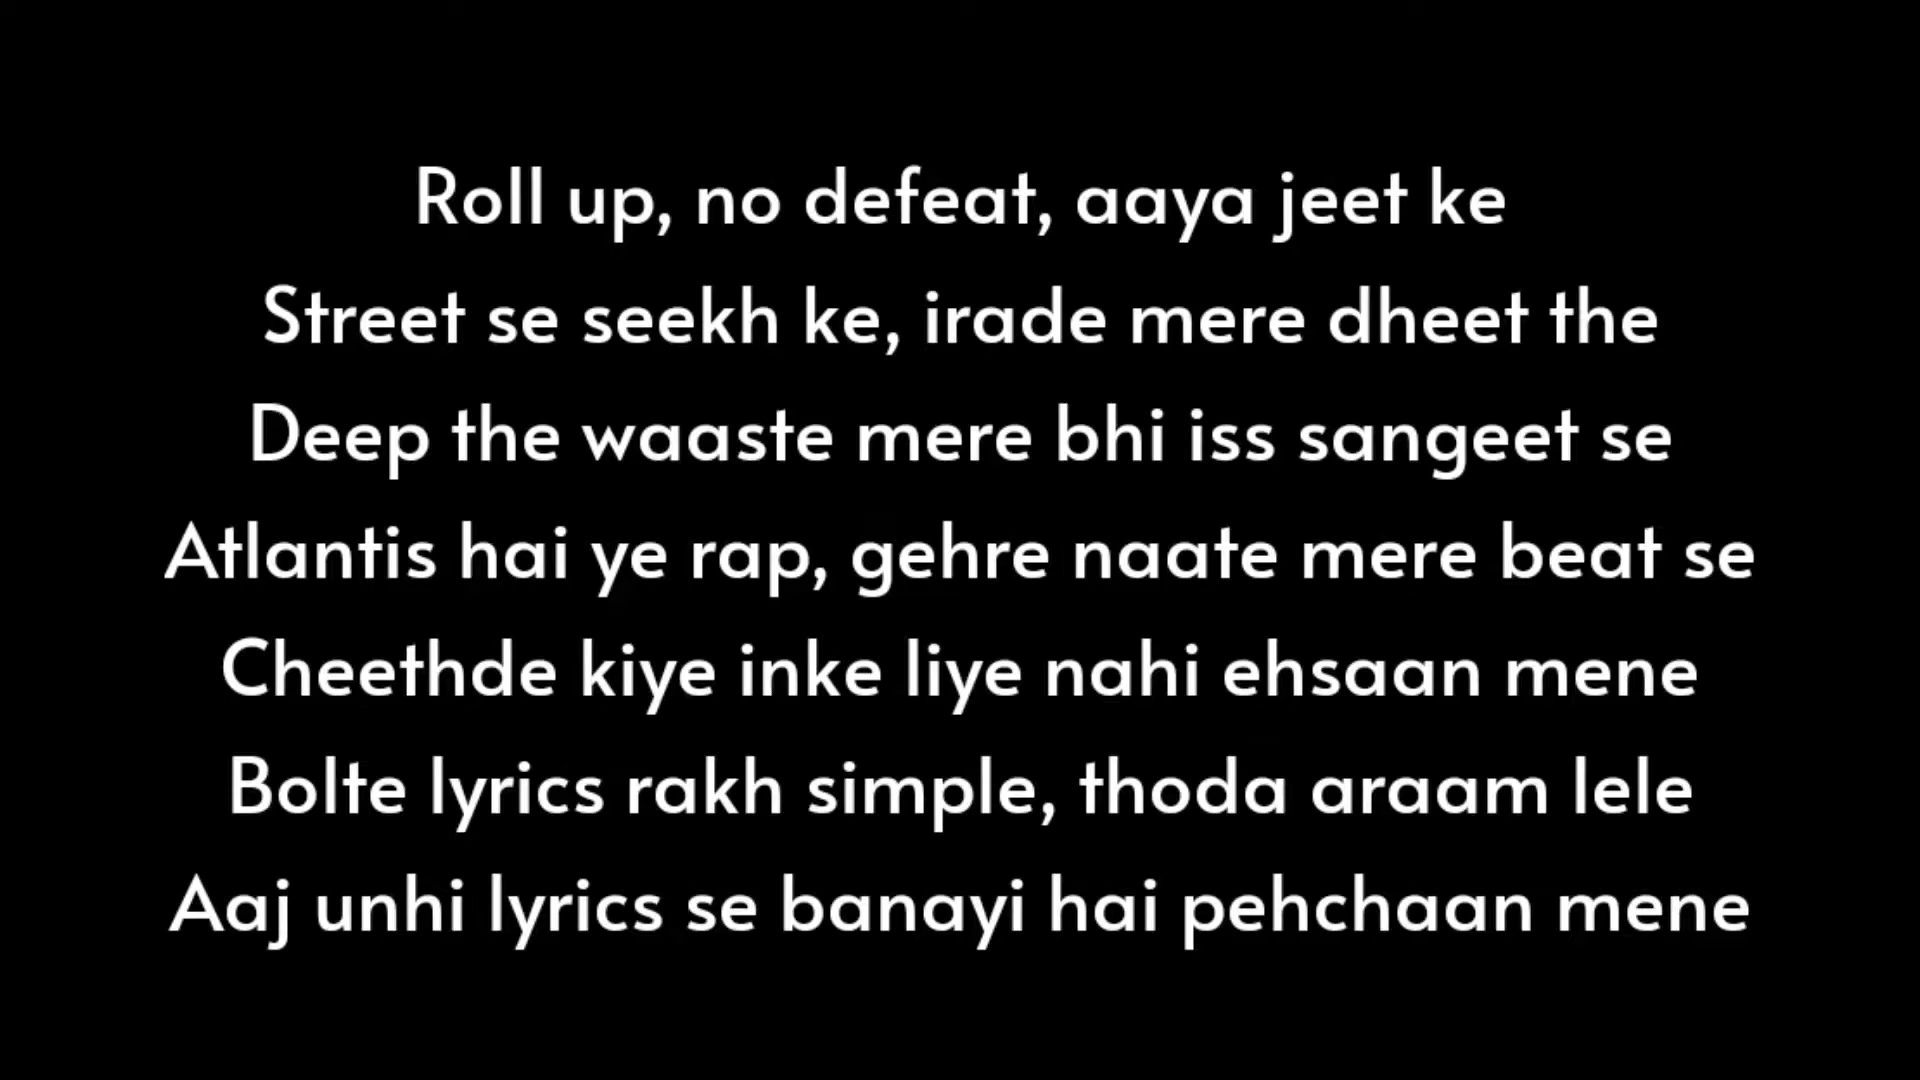 Roll up, no defeat, aaya jeet ke
Street se seekh ke, irade mere dheet the
Deep the waaste mere bhi iss sangeet se
Atlantis hai ye rap, gehre naate mere beat se
Cheethde kiye inke liye nahi ehsaan mene
Bolte lyrics rakh simple, thoda araam lele
Aaj unhi lyrics se banayi hai pehchaan mene